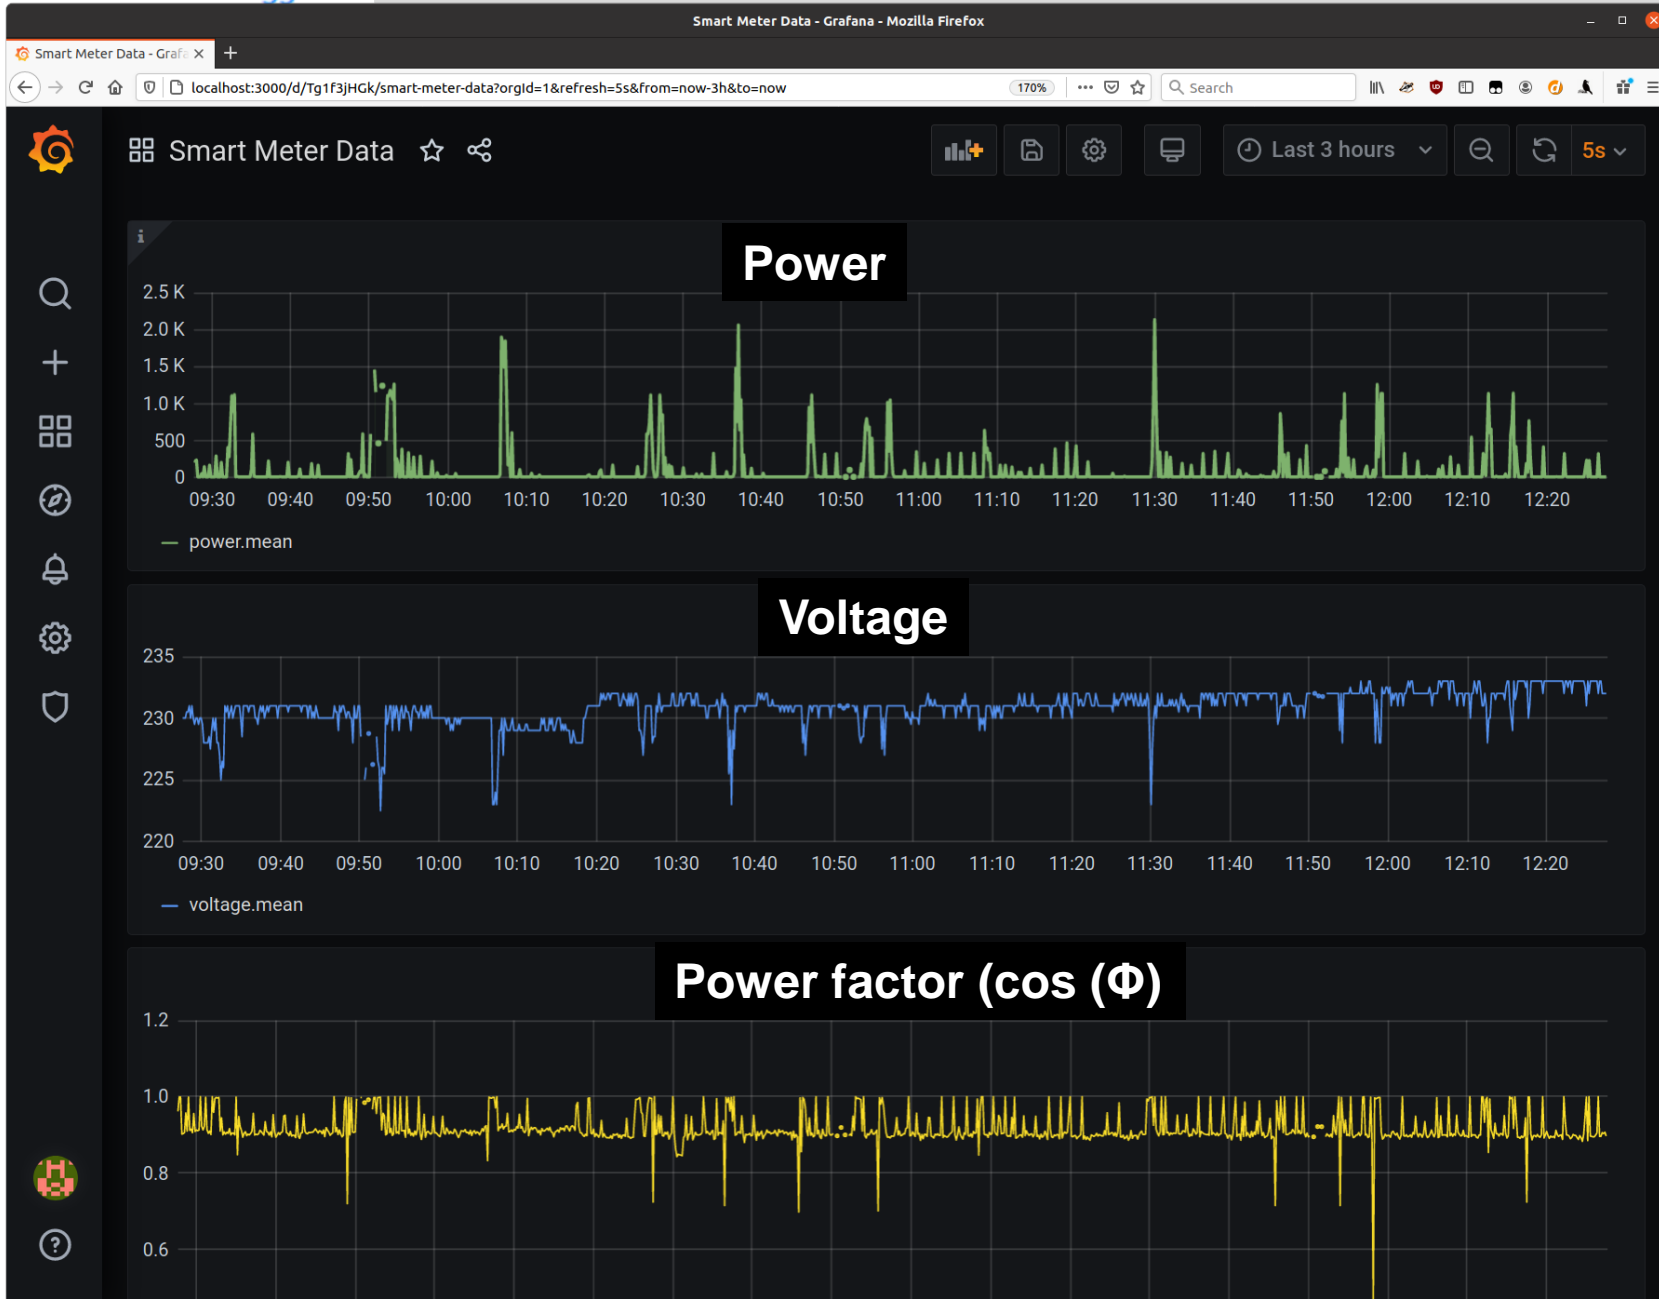 Smart Meter Data - Grafana - Mozilla Firefox
Smart Meter Data - Grafa
localhost:3000/d/Tg1f3jHGk/smart-meter-data?orgId=1&refresh=5s&from=now-3h&to=now
170%
Search
Smart Meter Data
Last 3 hours
5s
i
Power
2.5 K
2.0 K
1.5 K
1.0 K
500
0
09:30 09:40 09:50 10:00 10:10 10:20 10:30 10:40 10:50 11:00 11:10 11:20 11:30 11:40 11:50 12:00 12:10 12:20
power.mean
Voltage
235
230
225
220
09:30 09:40 09:50 10:00 10:10 10:20 10:30 10:40 10:50 11:00 11:10 11:20 11:30 11:40 11:50 12:00 12:10 12:20
voltage.mean
Power factor (cos (Φ)
1.2
1.0
0.8
0.6